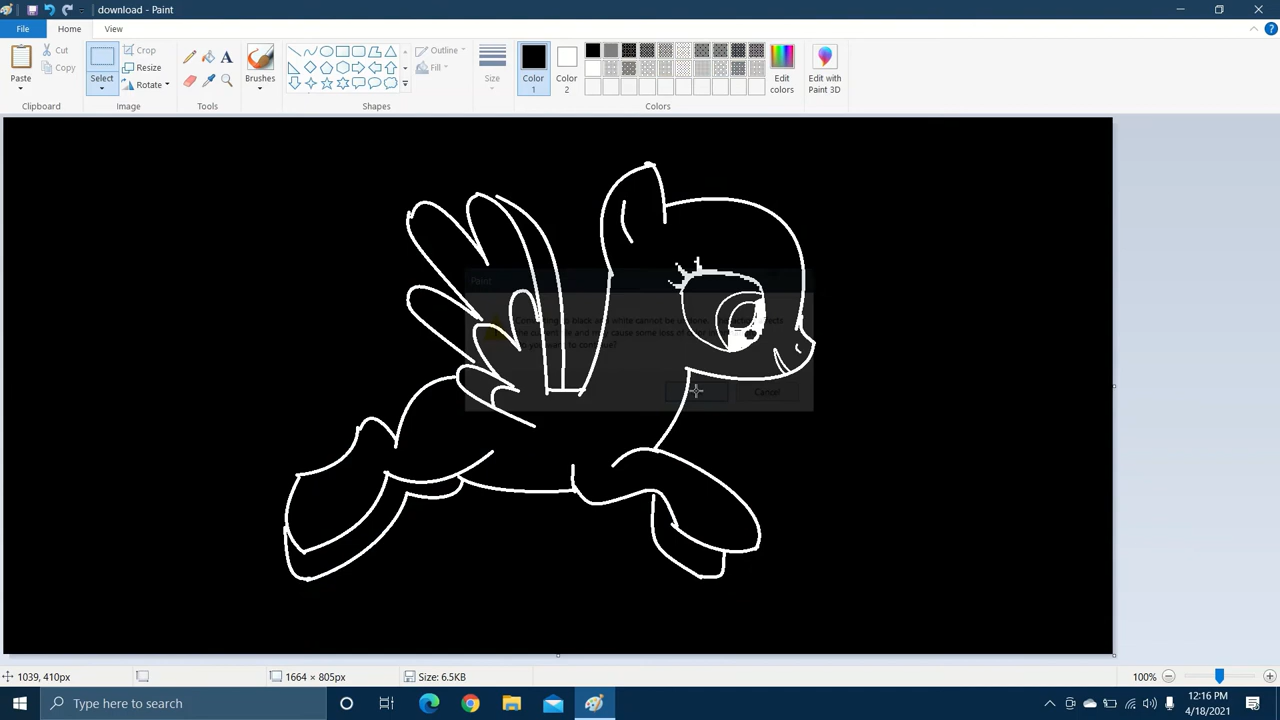 download - Paint
File
Home
View
Paste
Cut
Copy
Clipboard
Select
Crop
Resize
Rotate
Image
Tools
Brushes
Shapes
Outline
Fill
Size
Color
1
Color
2
Edit
colors
Edit with
Paint 3D
Colors
Paint
1039, 410px
1664 × 805px
Size: 6.5KB
100%
Type here to search
12:16 PM
4/18/2021
Cancel